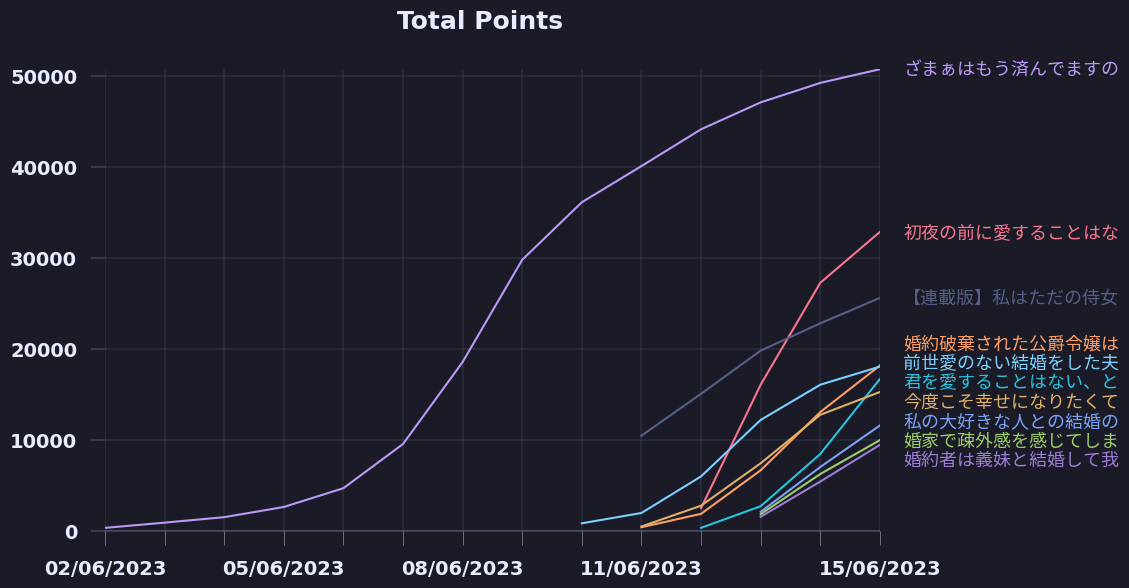 Total Points
50000
40000
30000
20000
10000
0
02/06/2023
05/06/2023
08/06/2023
11/06/2023
15/06/2023
ざまぁはもう済んでますの
初夜の前に愛することはな
【連載版】私はただの侍女
婚約破棄された公爵令嬢は
前世愛のない結婚をした夫
君を愛することはない、と
今度こそ幸せになりたくて
私の大好きな人との結婚の
婚家で疎外感を感じてしま
婚約者は義妹と結婚して我